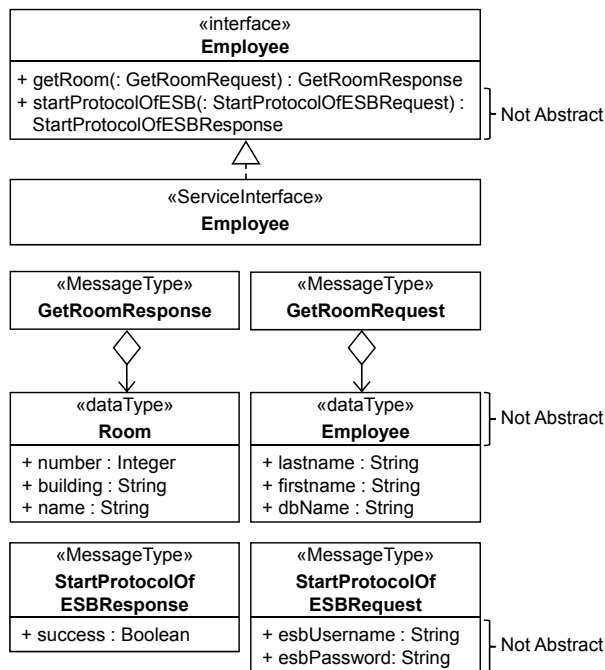 «interface»
Employee
+ getRoom(: GetRoomRequest) : GetRoomResponse
+ startProtocolOfESB(: StartProtocolOfESBRequest) :
StartProtocolOfESBResponse
Not Abstract
«ServiceInterface»
Employee
«MessageType»
GetRoomResponse
«MessageType»
GetRoomRequest
«dataType»
Room
+ number : Integer
+ building : String
+ name : String
«dataType»
Employee
Not Abstract
+ lastname : String
+ firstname : String
+ dbName : String
«MessageType»
StartProtocolOf
ESBResponse
+ success : Boolean
«MessageType»
StartProtocolOf
ESBRequest
+ esbUsername : String
+ esbPassword: String
Not Abstract